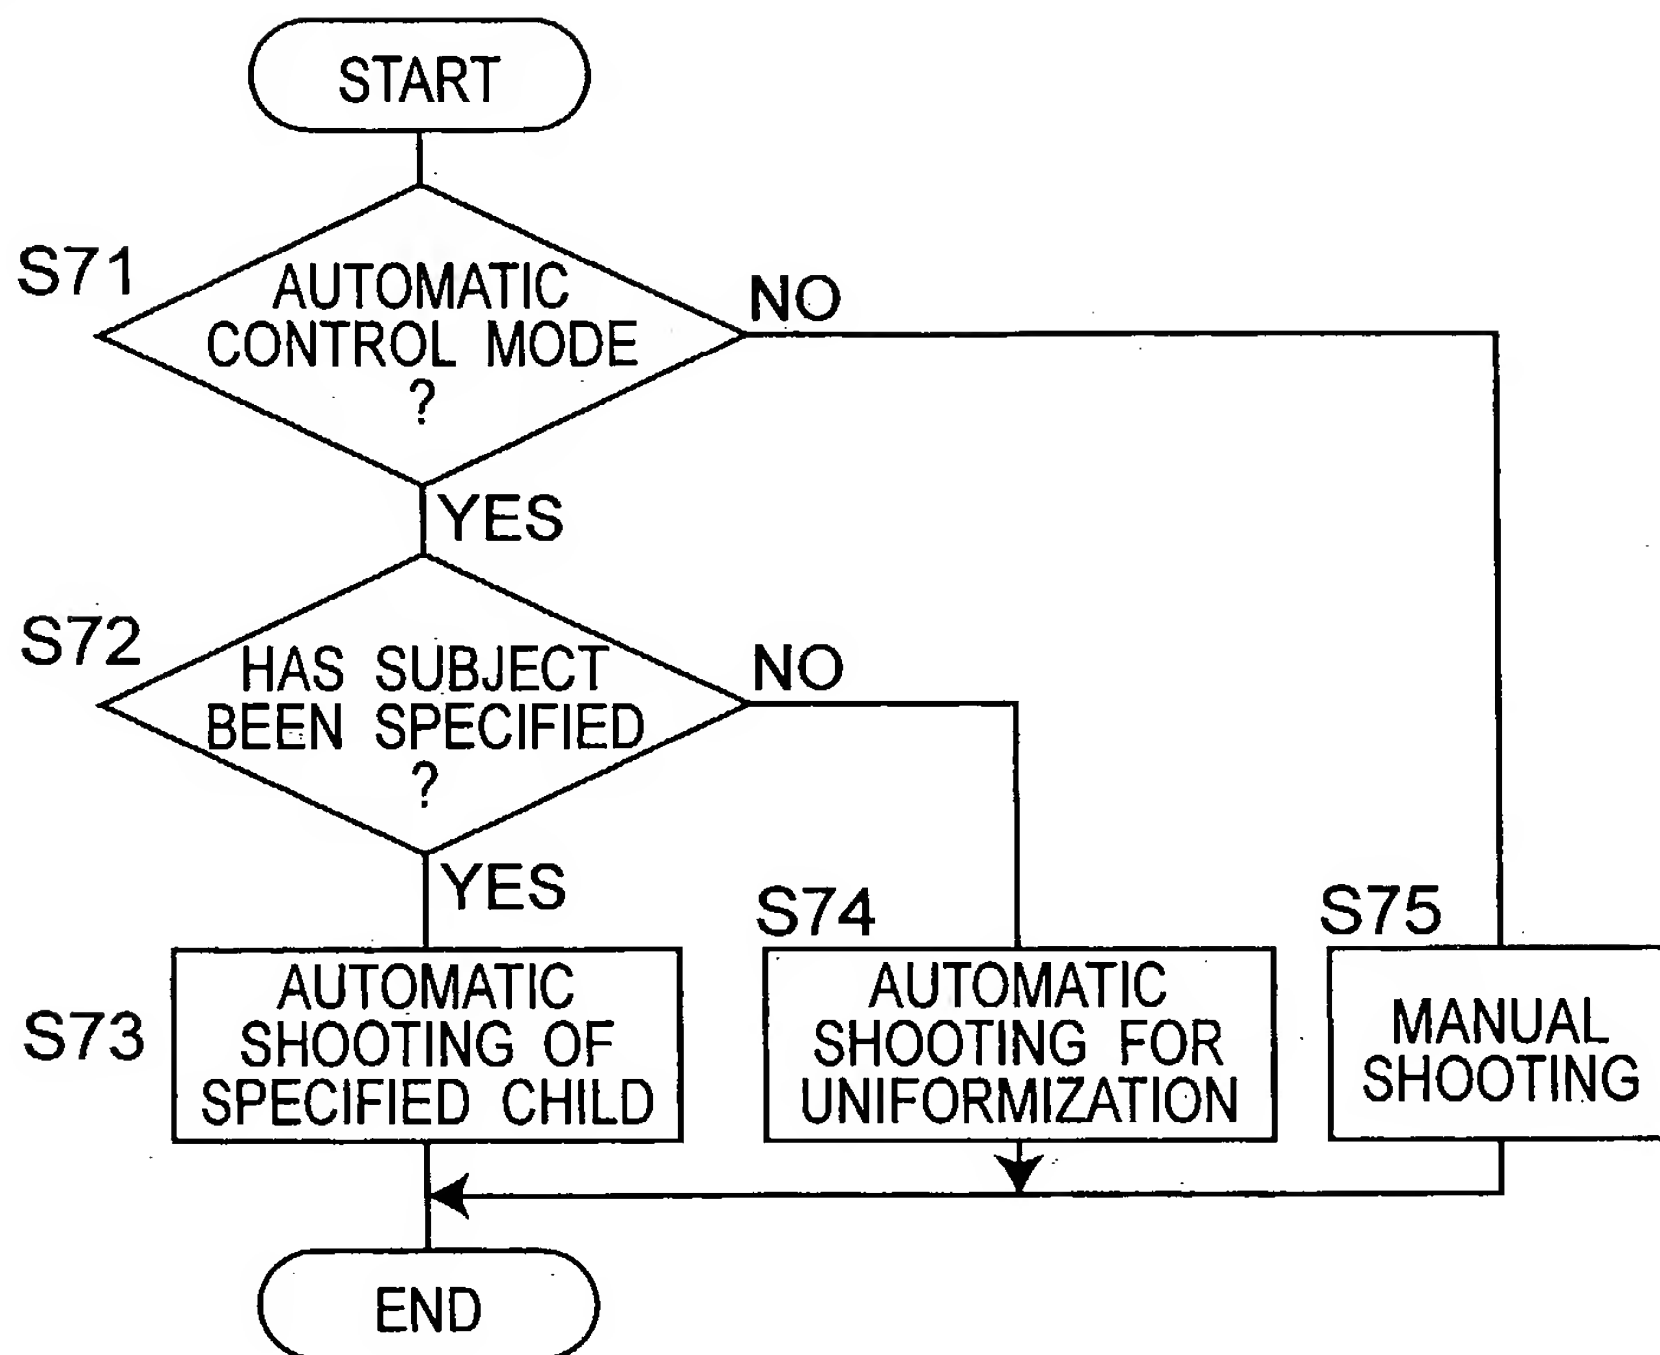 START
S71
AUTOMATIC
CONTROL MODE
?
NO
YES
S72
HAS SUBJECT
BEEN SPECIFIED
?
NO
YES
S73
AUTOMATIC
SHOOTING OF
SPECIFIED CHILD
S74
AUTOMATIC
SHOOTING FOR
UNIFORMIZATION
S75
MANUAL
SHOOTING
END